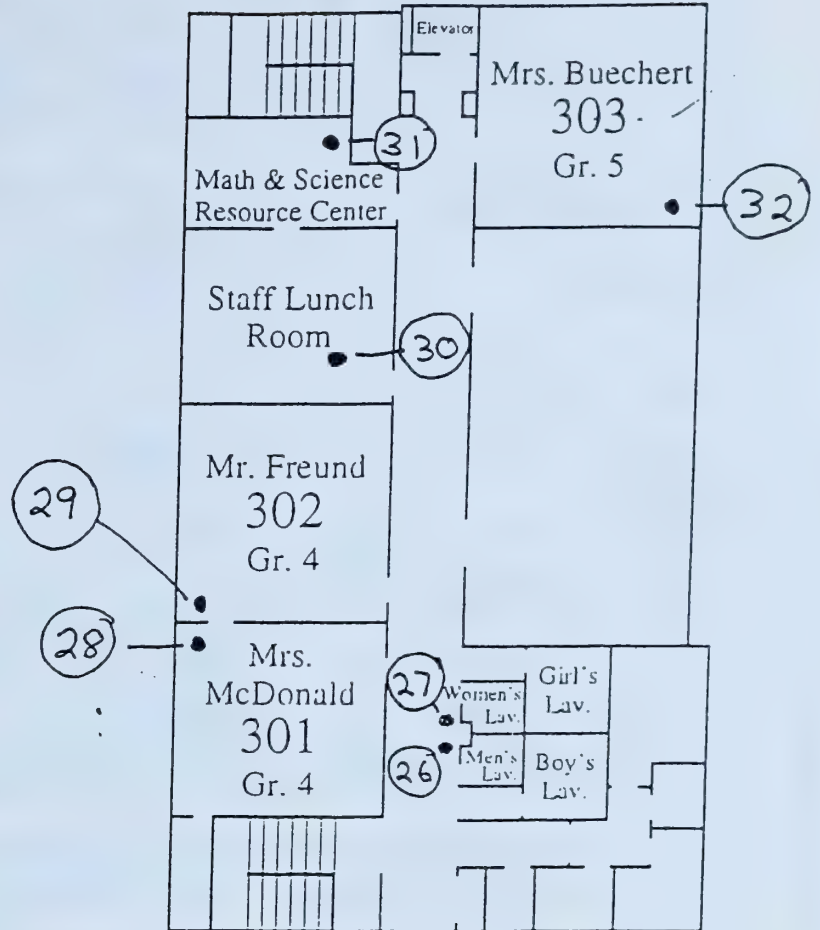 Elevator
Mrs. Buechert
303
Gr. 5
31
Math & Science
Resource Center
32
Staff Lunch
Room
30
Mr. Freund
302
Gr. 4
29
28
Mrs.
McDonald
301
Gr. 4
27
Women's
Lav.
Girl's
Lav.
26
Men's
Lav.
Boy's
Lav.